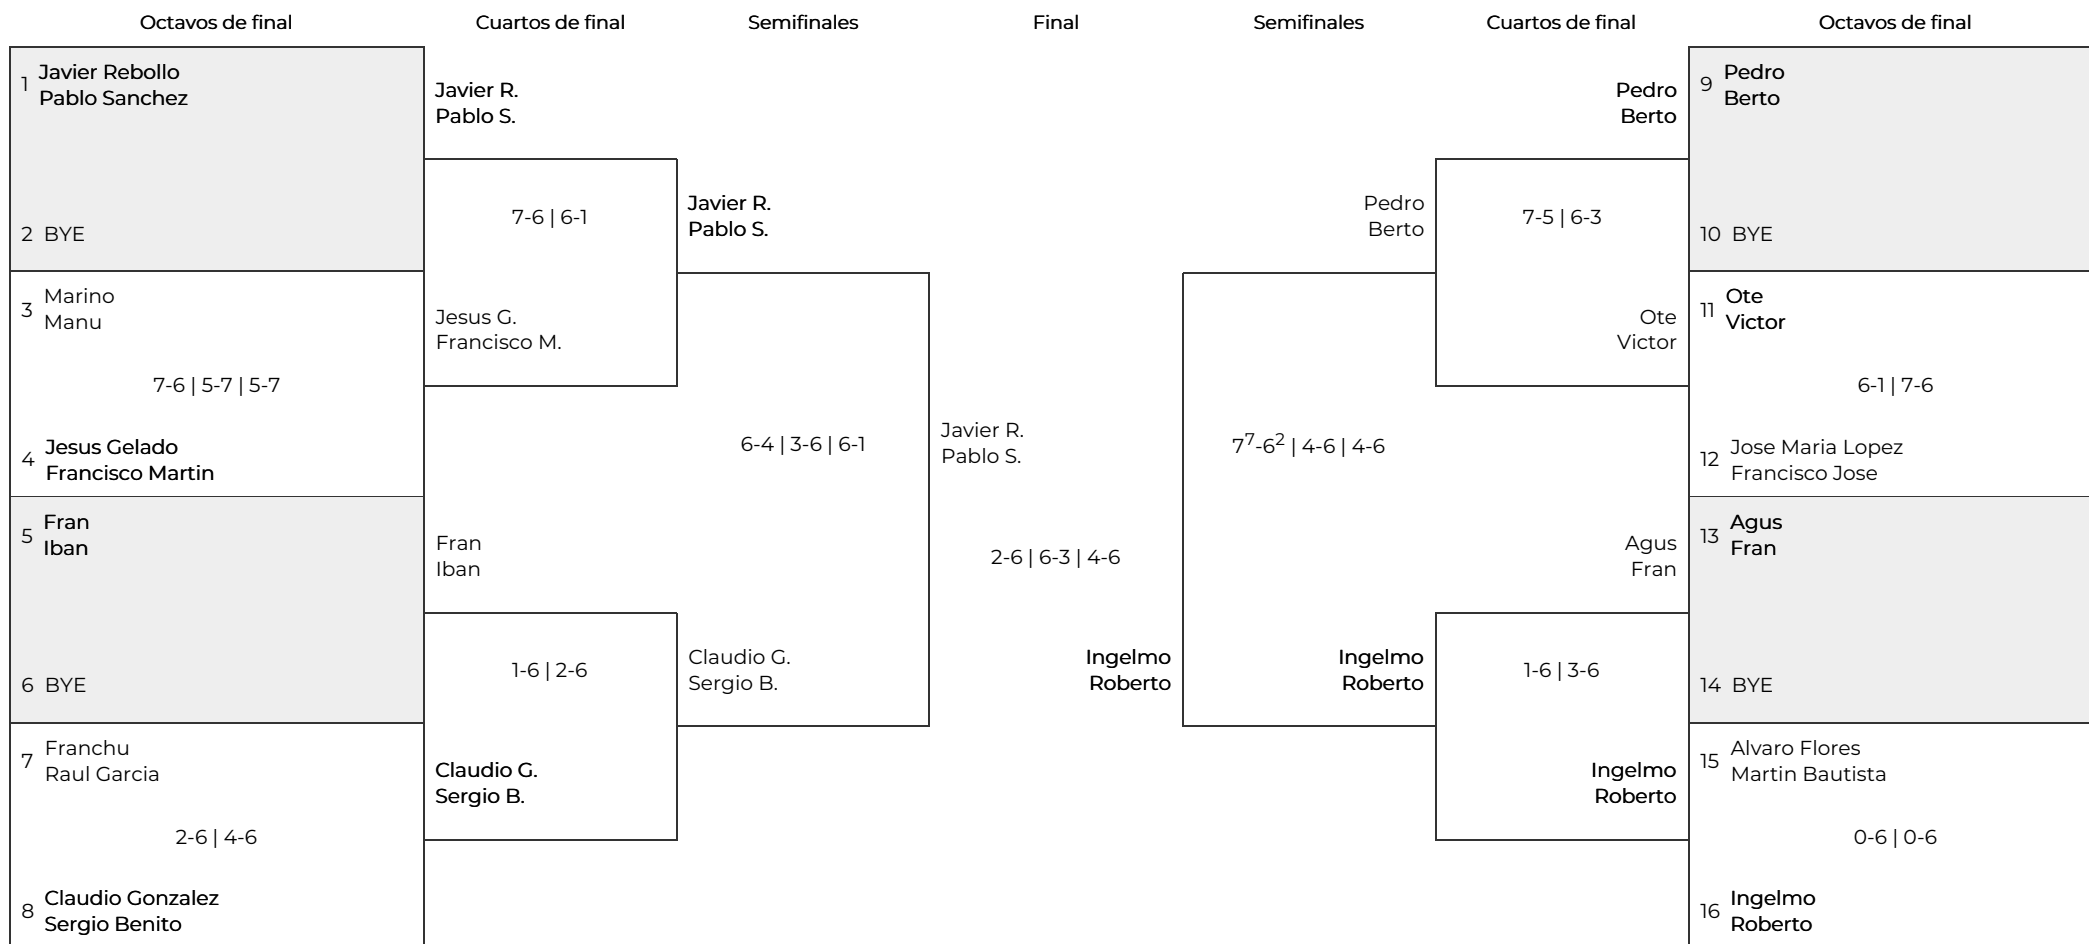 Octavos de final
Cuartos de final
Semifinales
Final
Semifinales
Cuartos de final
Octavos de final
1
Javier Rebollo
Pablo Sanchez
2 BYE
3
Marino
Manu
7-6 | 5-7 | 5-7
4
Jesus Gelado
Francisco Martin
5
Fran
Iban
6 BYE
7
Franchu
Raul Garcia
2-6 | 4-6
8
Claudio Gonzalez
Sergio Benito
Javier R.
Pablo S.
7-6 | 6-1
Jesus G.
Francisco M.
Fran
Iban
1-6 | 2-6
Claudio G.
Sergio B.
Javier R.
Pablo S.
6-4 | 3-6 | 6-1
Claudio G.
Sergio B.
Javier R.
Pablo S.
2-6 | 6-3 | 4-6
Ingelmo
Roberto
Pedro
Berto
7⁷-6² | 4-6 | 4-6
Ingelmo
Roberto
Pedro
Berto
7-5 | 6-3
Ote
Victor
Agus
Fran
1-6 | 3-6
Ingelmo
Roberto
9
Pedro
Berto
10 BYE
11
Ote
Victor
6-1 | 7-6
12
Jose Maria Lopez
Francisco Jose
13
Agus
Fran
14 BYE
15
Alvaro Flores
Martin Bautista
0-6 | 0-6
16
Ingelmo
Roberto